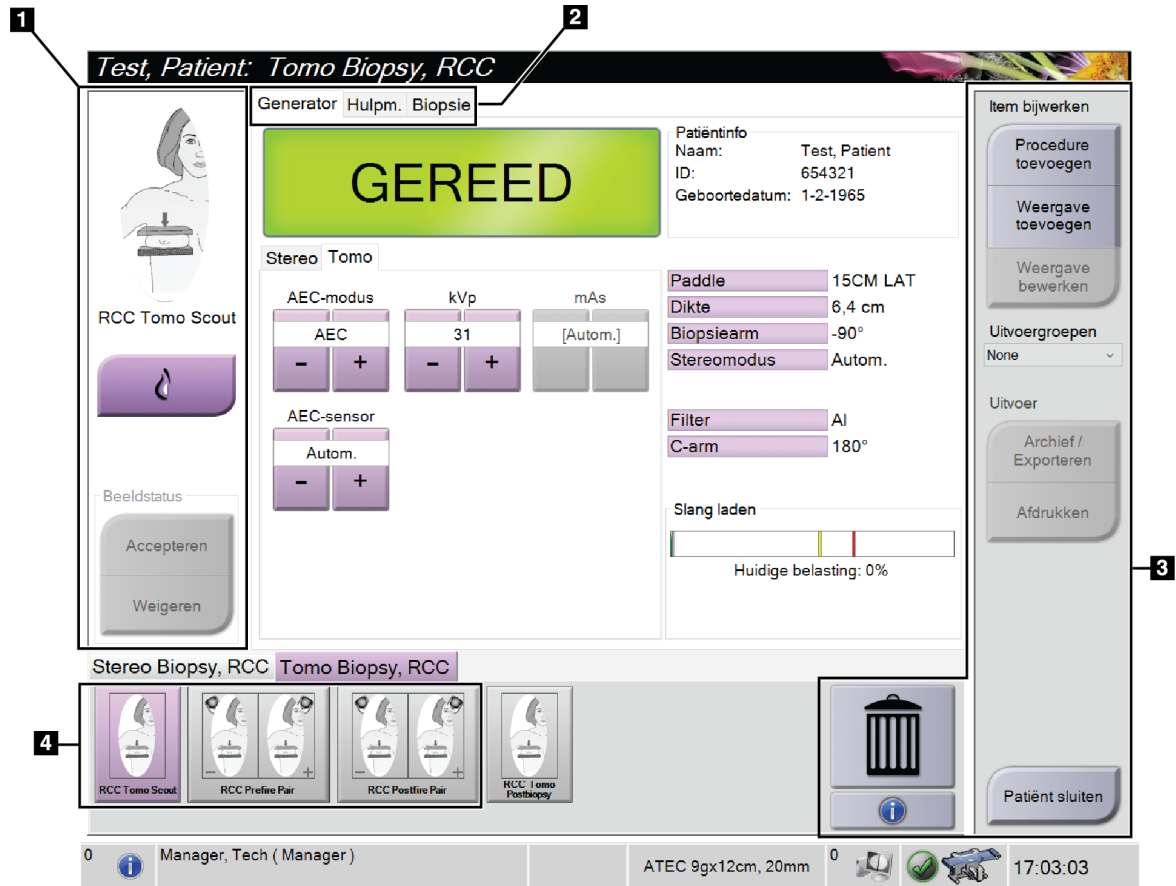 1
2
Test, Patient: Tomo Biopsy, RCC
Generator Hulpm. Biopsie
Item bijwerken
Procedure
toevoegen
Weergave
toevoegen
Weergave
bewerken
Uitvoergroepen
None
Uitvoer
Archief /
Exporteren
Afdrukken
Patiënt sluiten
3
RCC Tomo Scout
Beeldstatus
Accepteren
Weigeren
GEREED
Patiëntinfo
Naam: Test, Patient
ID: 654321
Geboortedatum: 1-2-1965
Stereo Tomo
AEC-modus kVp mAs
AEC 31 [Autom.]
- + - +
AEC-sensor
Autom.
- +
Paddle 15CM LAT
Dikte 6,4 cm
Biopsiearm -90°
Stereomodus Autom.
Filter Al
C-arm 180°
Slang laden
Huidige belasting: 0%
Stereo Biopsy, RCC Tomo Biopsy, RCC
4
- + - +
RCC Tomo Scout RCC Prefire Pair RCC Postfire Pair RCC Tomo
Postbiopsy
0 Manager, Tech ( Manager ) ATEC 9gx12cm, 20mm 0 17:03:03